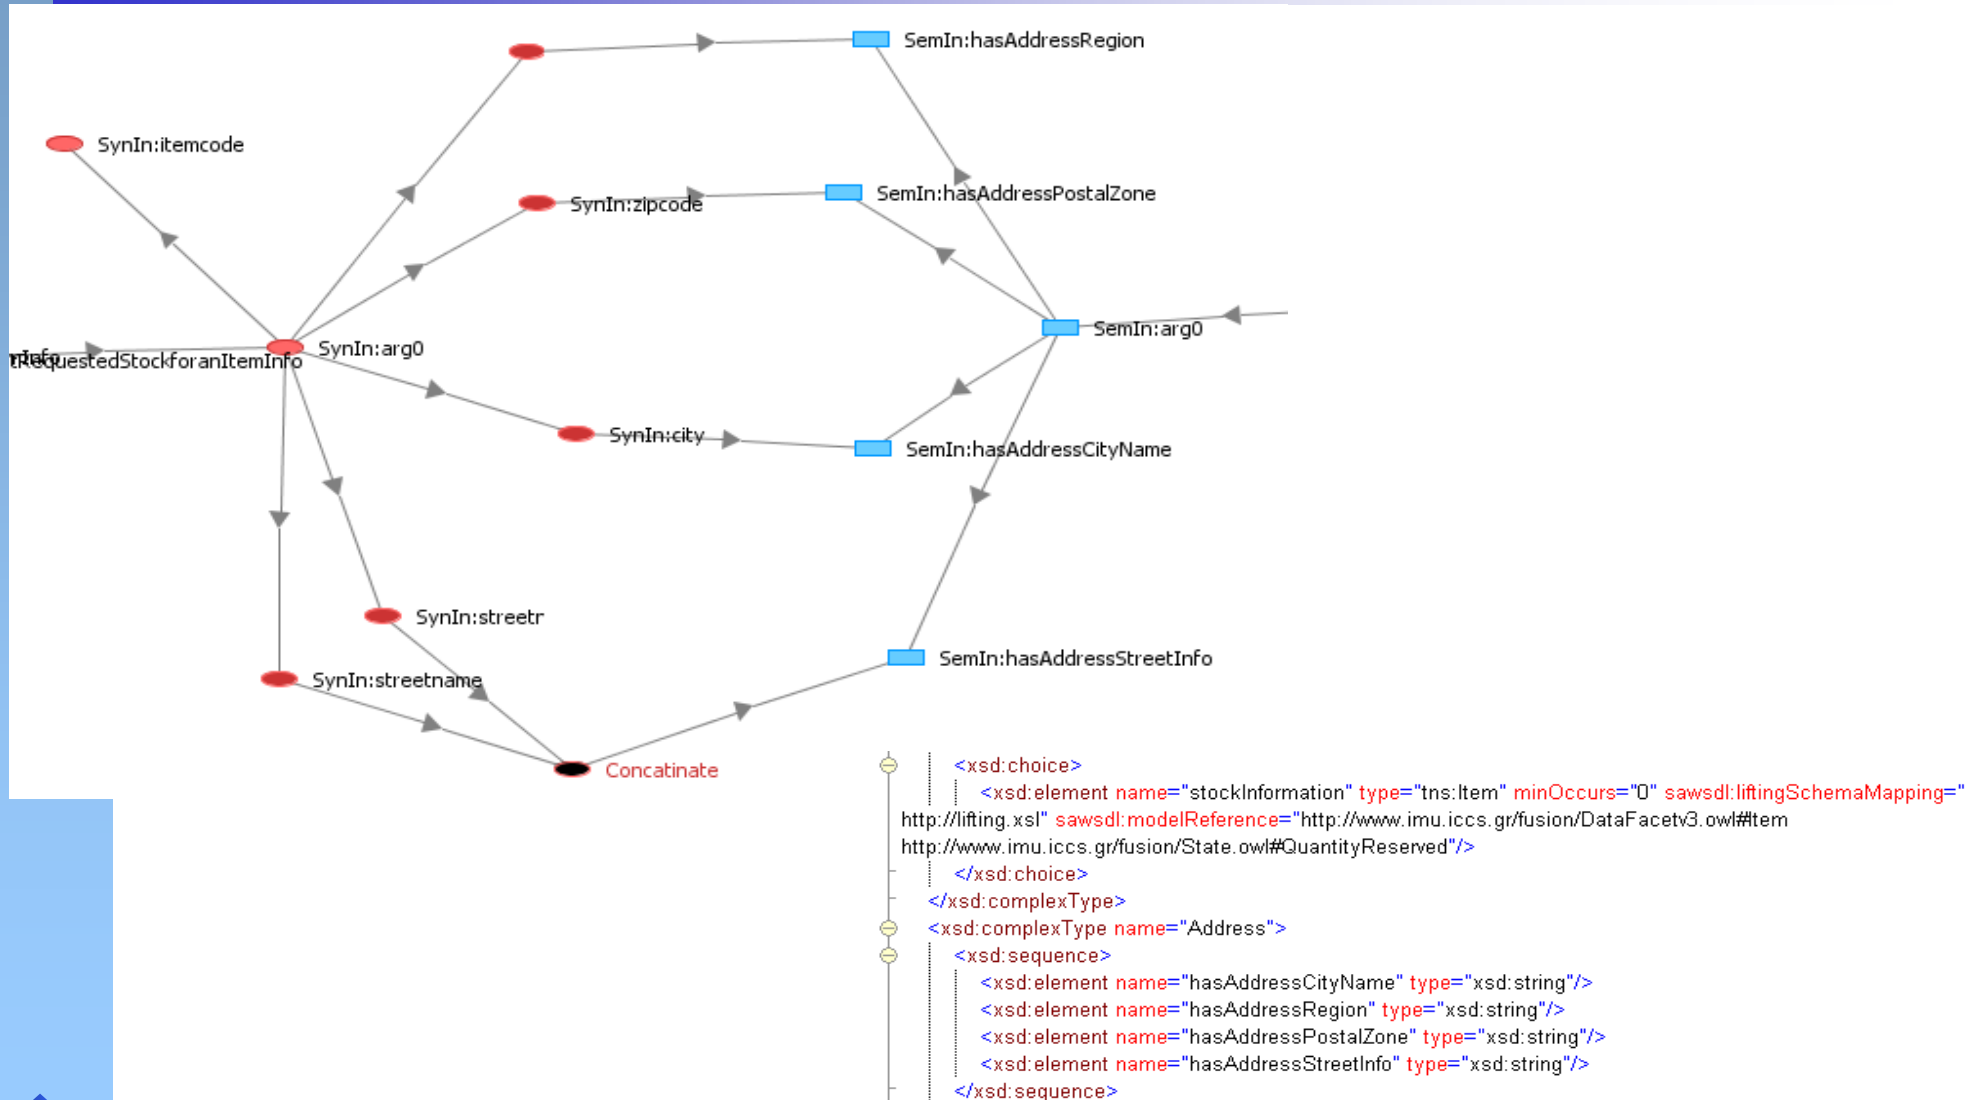 SemIn:hasAddressRegion
SynIn:itemcode
SynIn:zipcode
SemIn:hasAddressPostalZone
SemIn:arg0
SynIn:arg0
tRequestedStockforanItemInfo
SynIn:city
SemIn:hasAddressCityName
SynIn:streetr
SemIn:hasAddressStreetInfo
SynIn:streetname
Concatinate
<xsd:choice>
<xsd:element name="stockInformation" type="tns:Item" minOccurs="0" sawsdl:liftingSchemaMapping="
http://lifting.xsl" sawsdl:modelReference="http://www.imu.iccs.gr/fusion/DataFacetv3.owl#Item
http://www.imu.iccs.gr/fusion/State.owl#QuantityReserved"/>
</xsd:choice>
</xsd:complexType>
<xsd:complexType name="Address">
<xsd:sequence>
<xsd:element name="hasAddressCityName" type="xsd:string"/>
<xsd:element name="hasAddressRegion" type="xsd:string"/>
<xsd:element name="hasAddressPostalZone" type="xsd:string"/>
<xsd:element name="hasAddressStreetInfo" type="xsd:string"/>
</xsd:sequence>